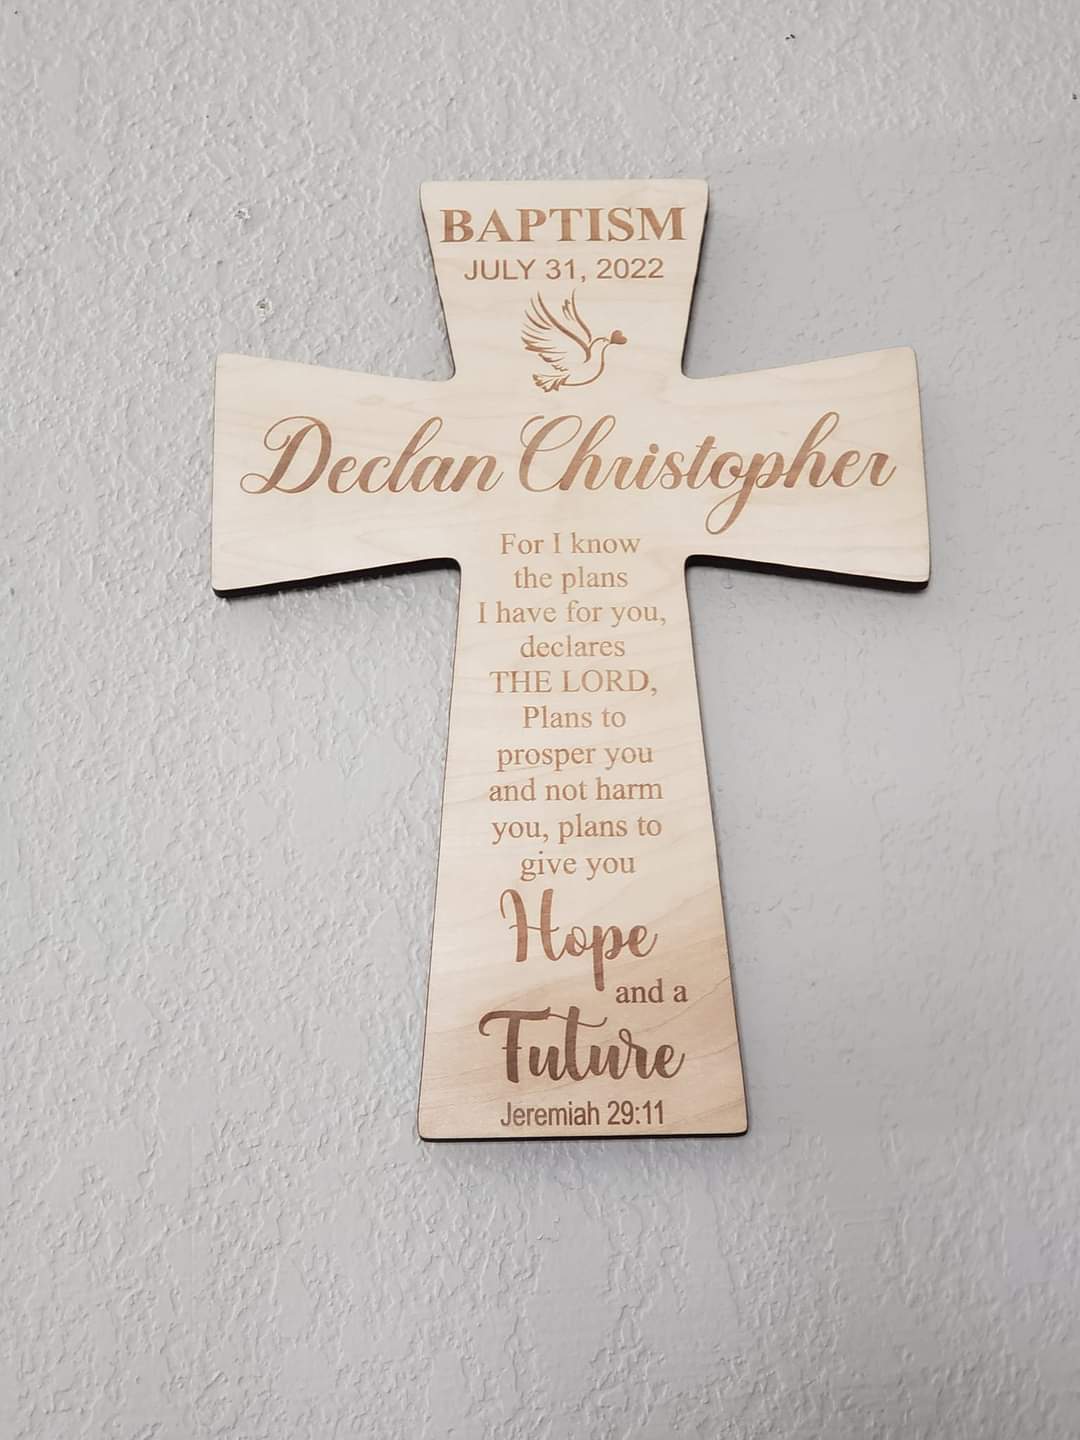 BAPTISM
JULY 31, 2022
Declan Christopher
For I know
the plans
I have for you,
declares
THE LORD,
Plans to
prosper you
and not harm
you, plans to
give you
Hope
and a
Future
Jeremiah 29:11